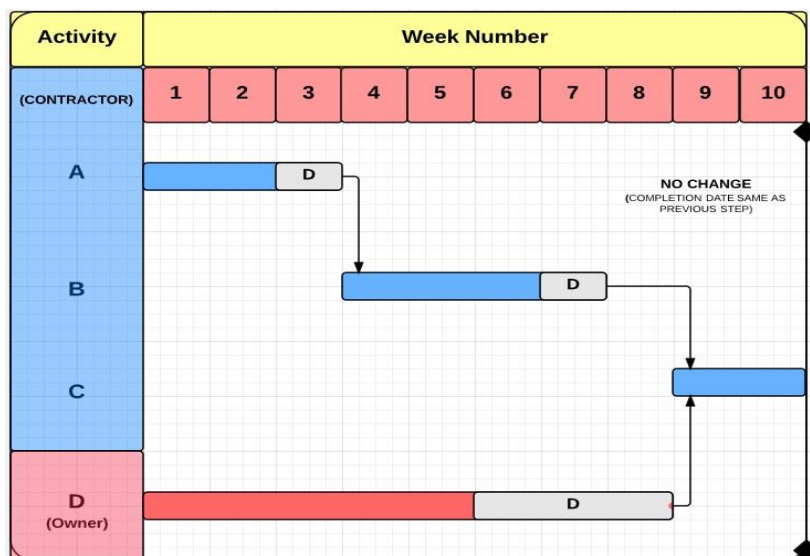 Activity
Week Number
(CONTRACTOR)
1 2 3 4 5 6 7 8 9 10
A
D
NO CHANGE
(COMPLETION DATE SAME AS
PREVIOUS STEP)
B
D
C
D
(Owner)
D